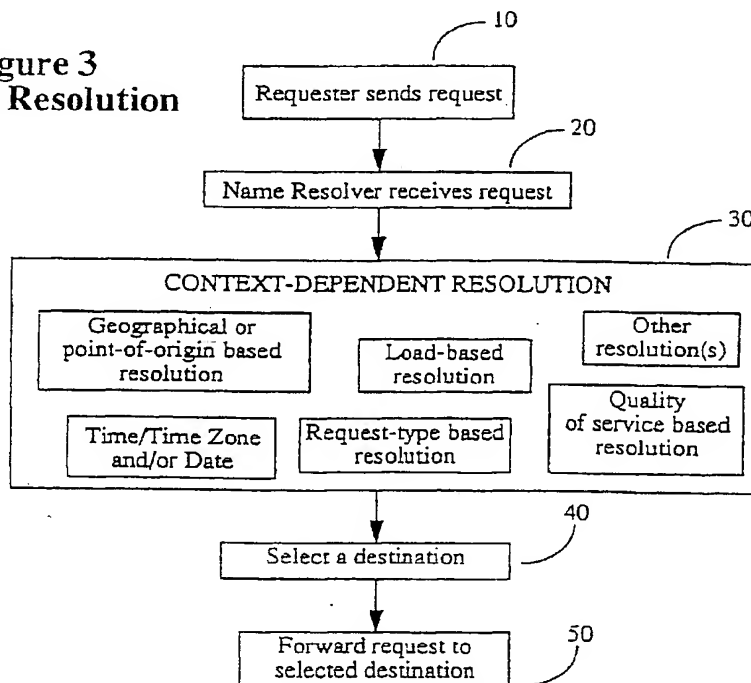 gure 3
Resolution
10
Requester sends request
20
Name Resolver receives request
30
CONTEXT-DEPENDENT RESOLUTION
Geographical or
point-of-origin based
resolution
Load-based
resolution
Other
resolution(s)
Time/Time Zone
and/or Date
Request-type based
resolution
Quality
of service based
resolution
40
Select a destination
50
Forward request to
selected destination